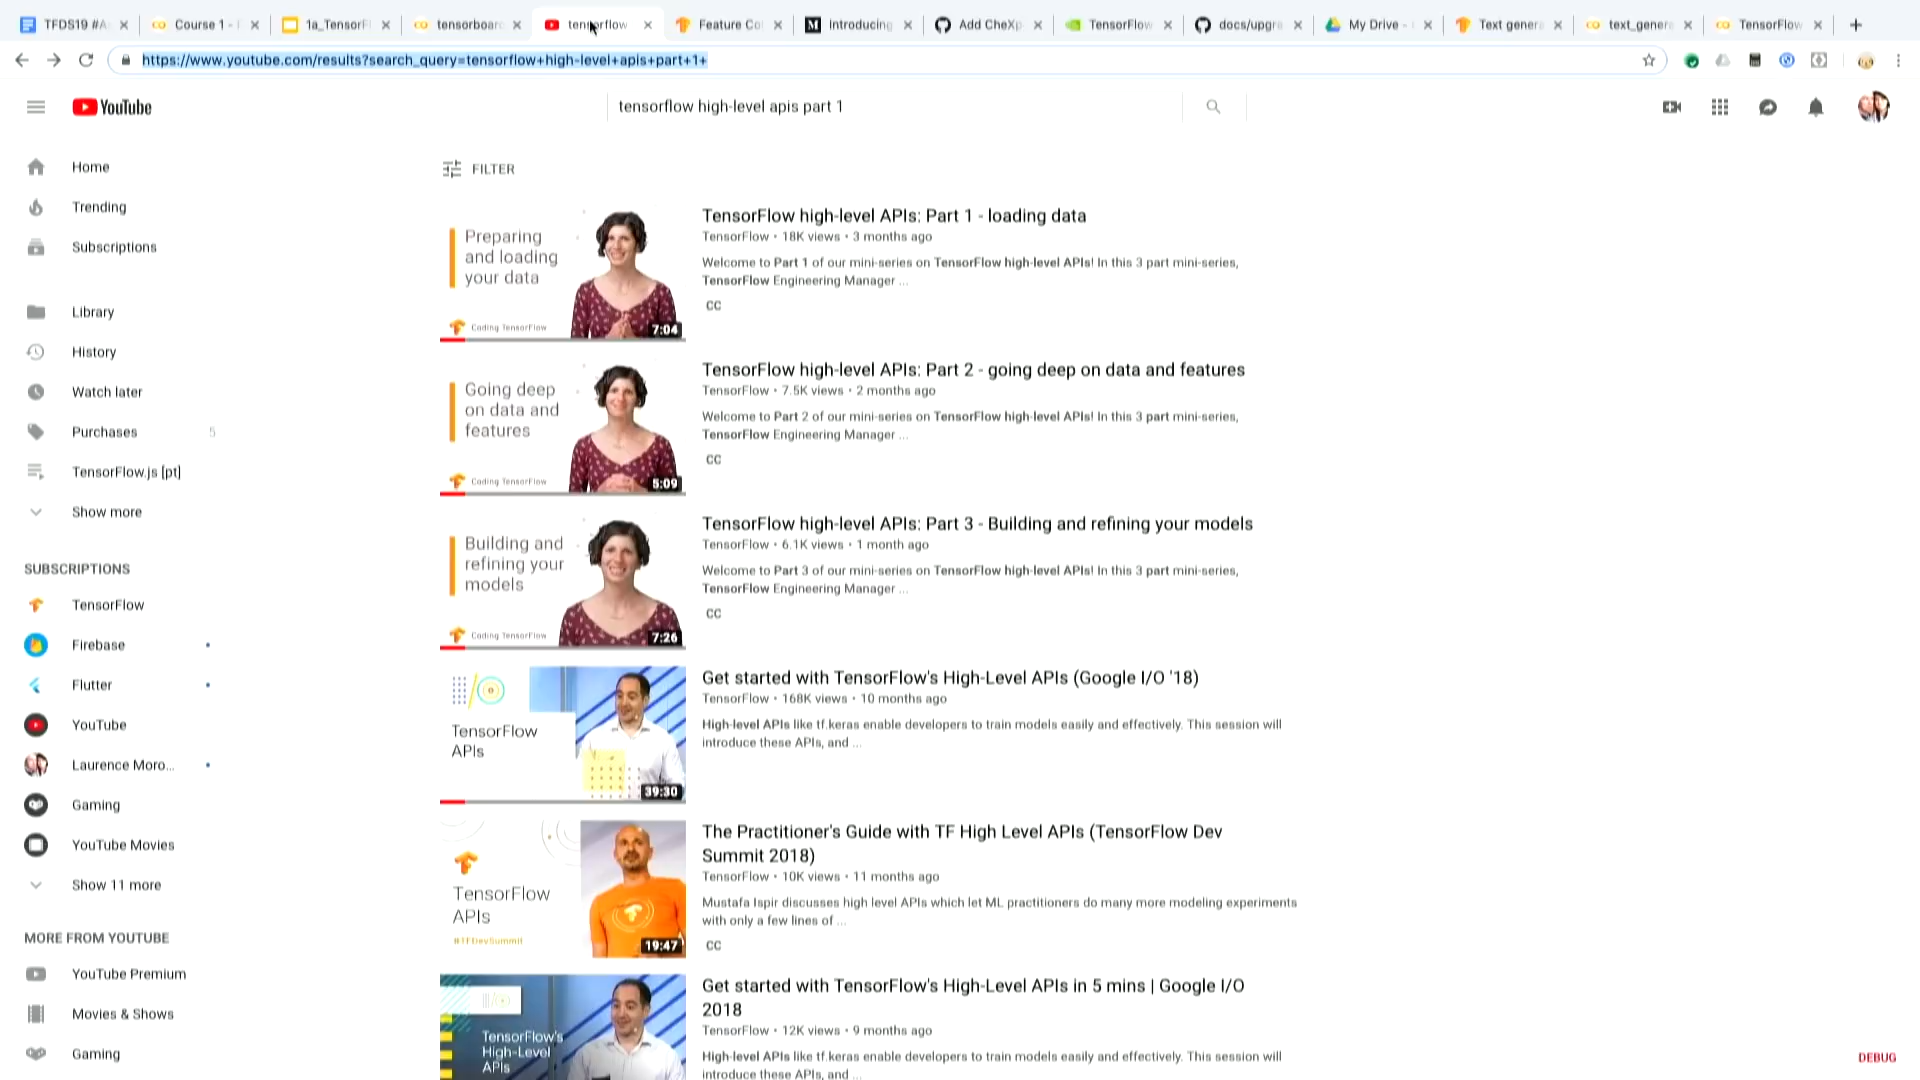 TFDS19 #A
Course 1 -
1a_TensorF
tensorboar
tensorflow
Feature Co
Introducing
Add CheXp
TensorFlow
docs/upgra
My Drive -
Text genera
text_genera
TensorFlow
https://www.youtube.com/results?search_query=tensorflow+high-level+apis+part+1+
YouTube
tensorflow high-level apis part 1
Home
Trending
Subscriptions
Library
History
Watch later
Purchases 5
TensorFlow.js [pt]
Show more
SUBSCRIPTIONS
TensorFlow
Firebase
Flutter
YouTube
Laurence Moro...
Gaming
YouTube Movies
Show 11 more
MORE FROM YOUTUBE
YouTube Premium
Movies & Shows
Gaming
FILTER
Preparing
and loading
your data
Coding TensorFlow
7:04
TensorFlow high-level APIs: Part 1 - loading data
TensorFlow • 18K views • 3 months ago
Welcome to Part 1 of our mini-series on TensorFlow high-level APIs! In this 3 part mini-series,
TensorFlow Engineering Manager ...
CC
Going deep
on data and
features
Coding TensorFlow
5:09
TensorFlow high-level APIs: Part 2 - going deep on data and features
TensorFlow • 7.5K views • 2 months ago
Welcome to Part 2 of our mini-series on TensorFlow high-level APIs! In this 3 part mini-series,
TensorFlow Engineering Manager ...
CC
Building and
refining your
models
Coding TensorFlow
7:26
TensorFlow high-level APIs: Part 3 - Building and refining your models
TensorFlow • 6.1K views • 1 month ago
Welcome to Part 3 of our mini-series on TensorFlow high-level APIs! In this 3 part mini-series,
TensorFlow Engineering Manager ...
CC
TensorFlow
APIs
39:30
Get started with TensorFlow's High-Level APIs (Google I/O '18)
TensorFlow • 168K views • 10 months ago
High-level APIs like tf.keras enable developers to train models easily and effectively. This session will
introduce these APIs, and ...
TensorFlow
APIs
#TFDevSummit
19:47
The Practitioner's Guide with TF High Level APIs (TensorFlow Dev
Summit 2018)
TensorFlow • 10K views • 11 months ago
Mustafa Ispir discusses high level APIs which let ML practitioners do many more modeling experiments
with only a few lines of ...
CC
TensorFlow's
High-Level
APIs
Get started with TensorFlow's High-Level APIs in 5 mins | Google I/O
2018
TensorFlow • 12K views • 9 months ago
High-level APIs like tf.keras enable developers to train models easily and effectively. This session will
introduce these APIs, and ...
DEBUG